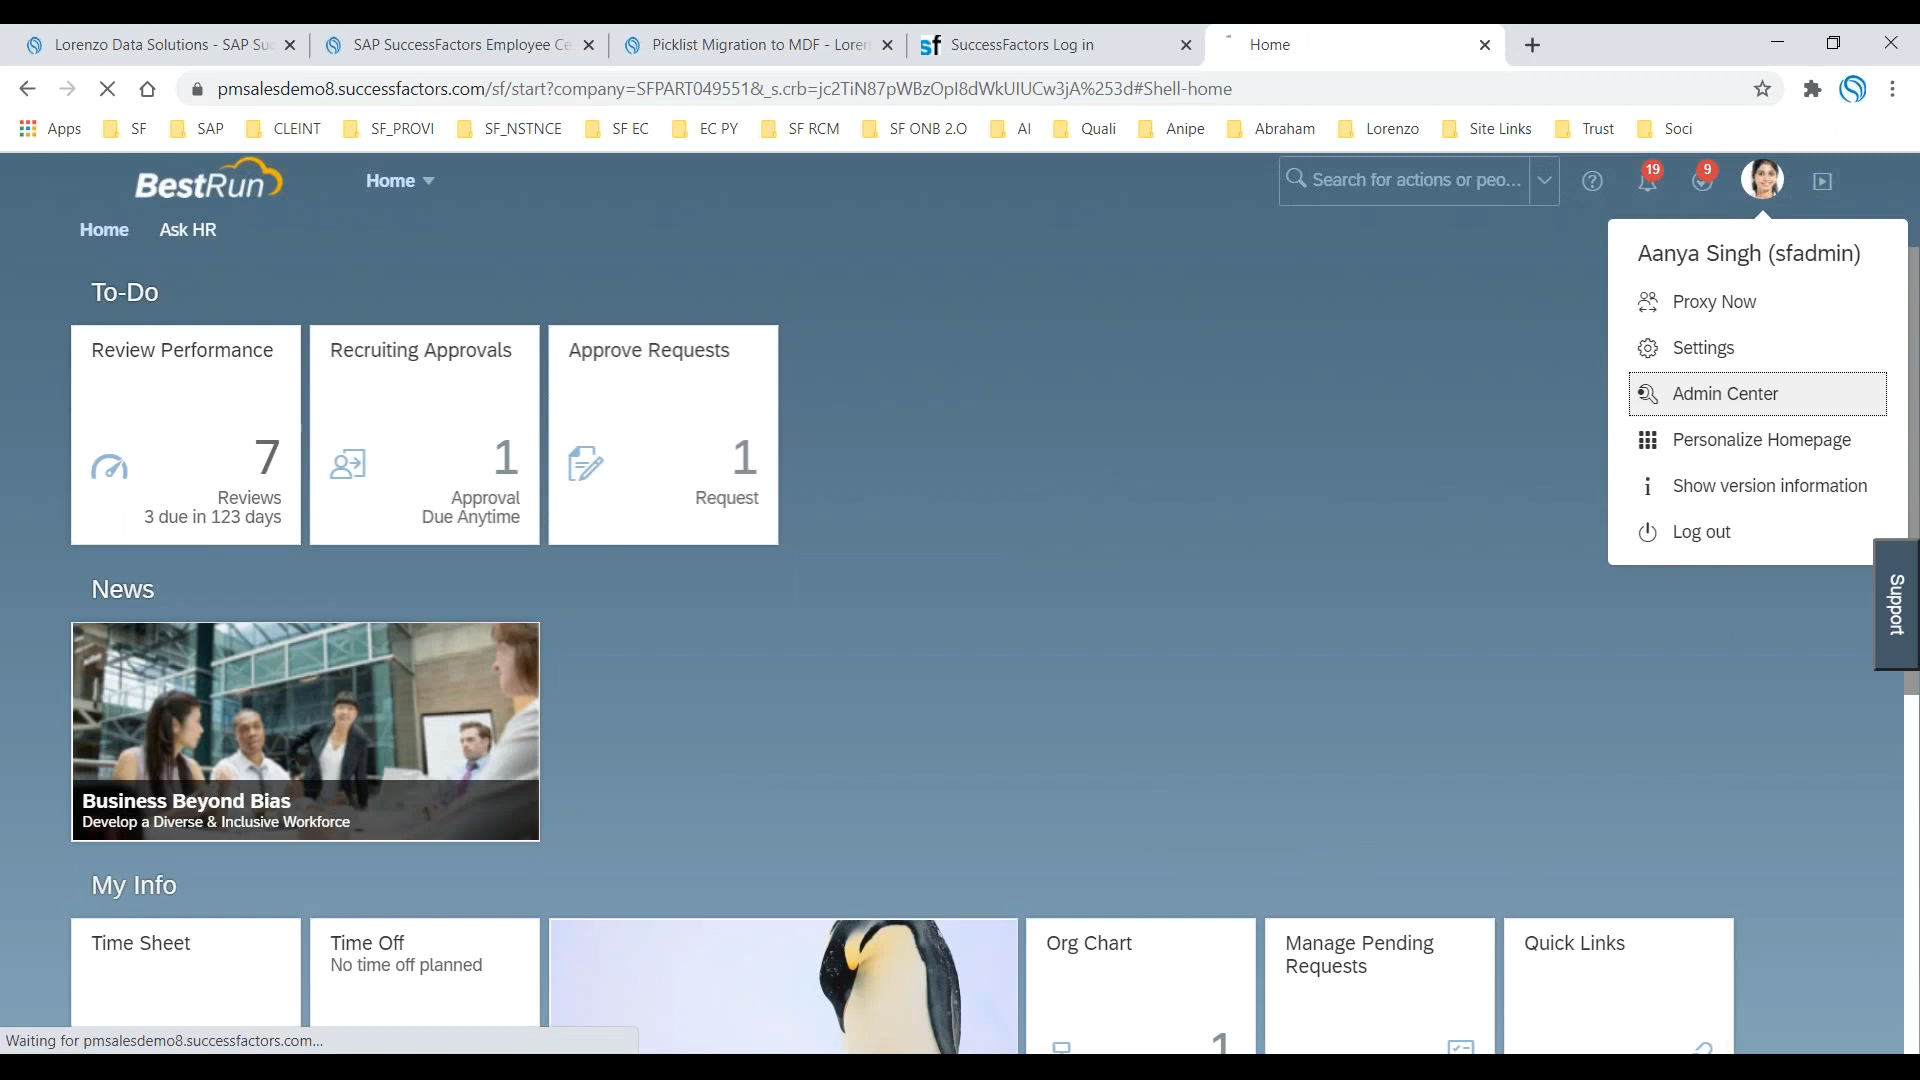 Lorenzo Data Solutions - SAP Suc
SAP SuccessFactors Employee Ce
Picklist Migration to MDF - Loren
sf SuccessFactors Log in
Home
pmsalesdemo8.successfactors.com/sf/start?company=SFPART049551&_s.crb=jc2TiN87pWBzOpI8dWkUIUCw3jA%253d#Shell-home
Apps SF SAP CLEINT SF_PROVI SF_NSTNCE SF EC EC PY SF RCM SF ONB 2.O AI Quali Anipe Abraham Lorenzo Site Links Trust Soci
BestRun
Home
Search for actions or peo...
19
9
Home Ask HR
Aanya Singh (sfadmin)
Proxy Now
Settings
Admin Center
Personalize Homepage
Show version information
Log out
Support
To-Do
Review Performance
7
Reviews
3 due in 123 days
Recruiting Approvals
1
Approval
Due Anytime
Approve Requests
1
Request
News
Business Beyond Bias
Develop a Diverse & Inclusive Workforce
My Info
Time Sheet
Time Off
No time off planned
Org Chart
1
Manage Pending
Requests
Quick Links
Waiting for pmsalesdemo8.successfactors.com...